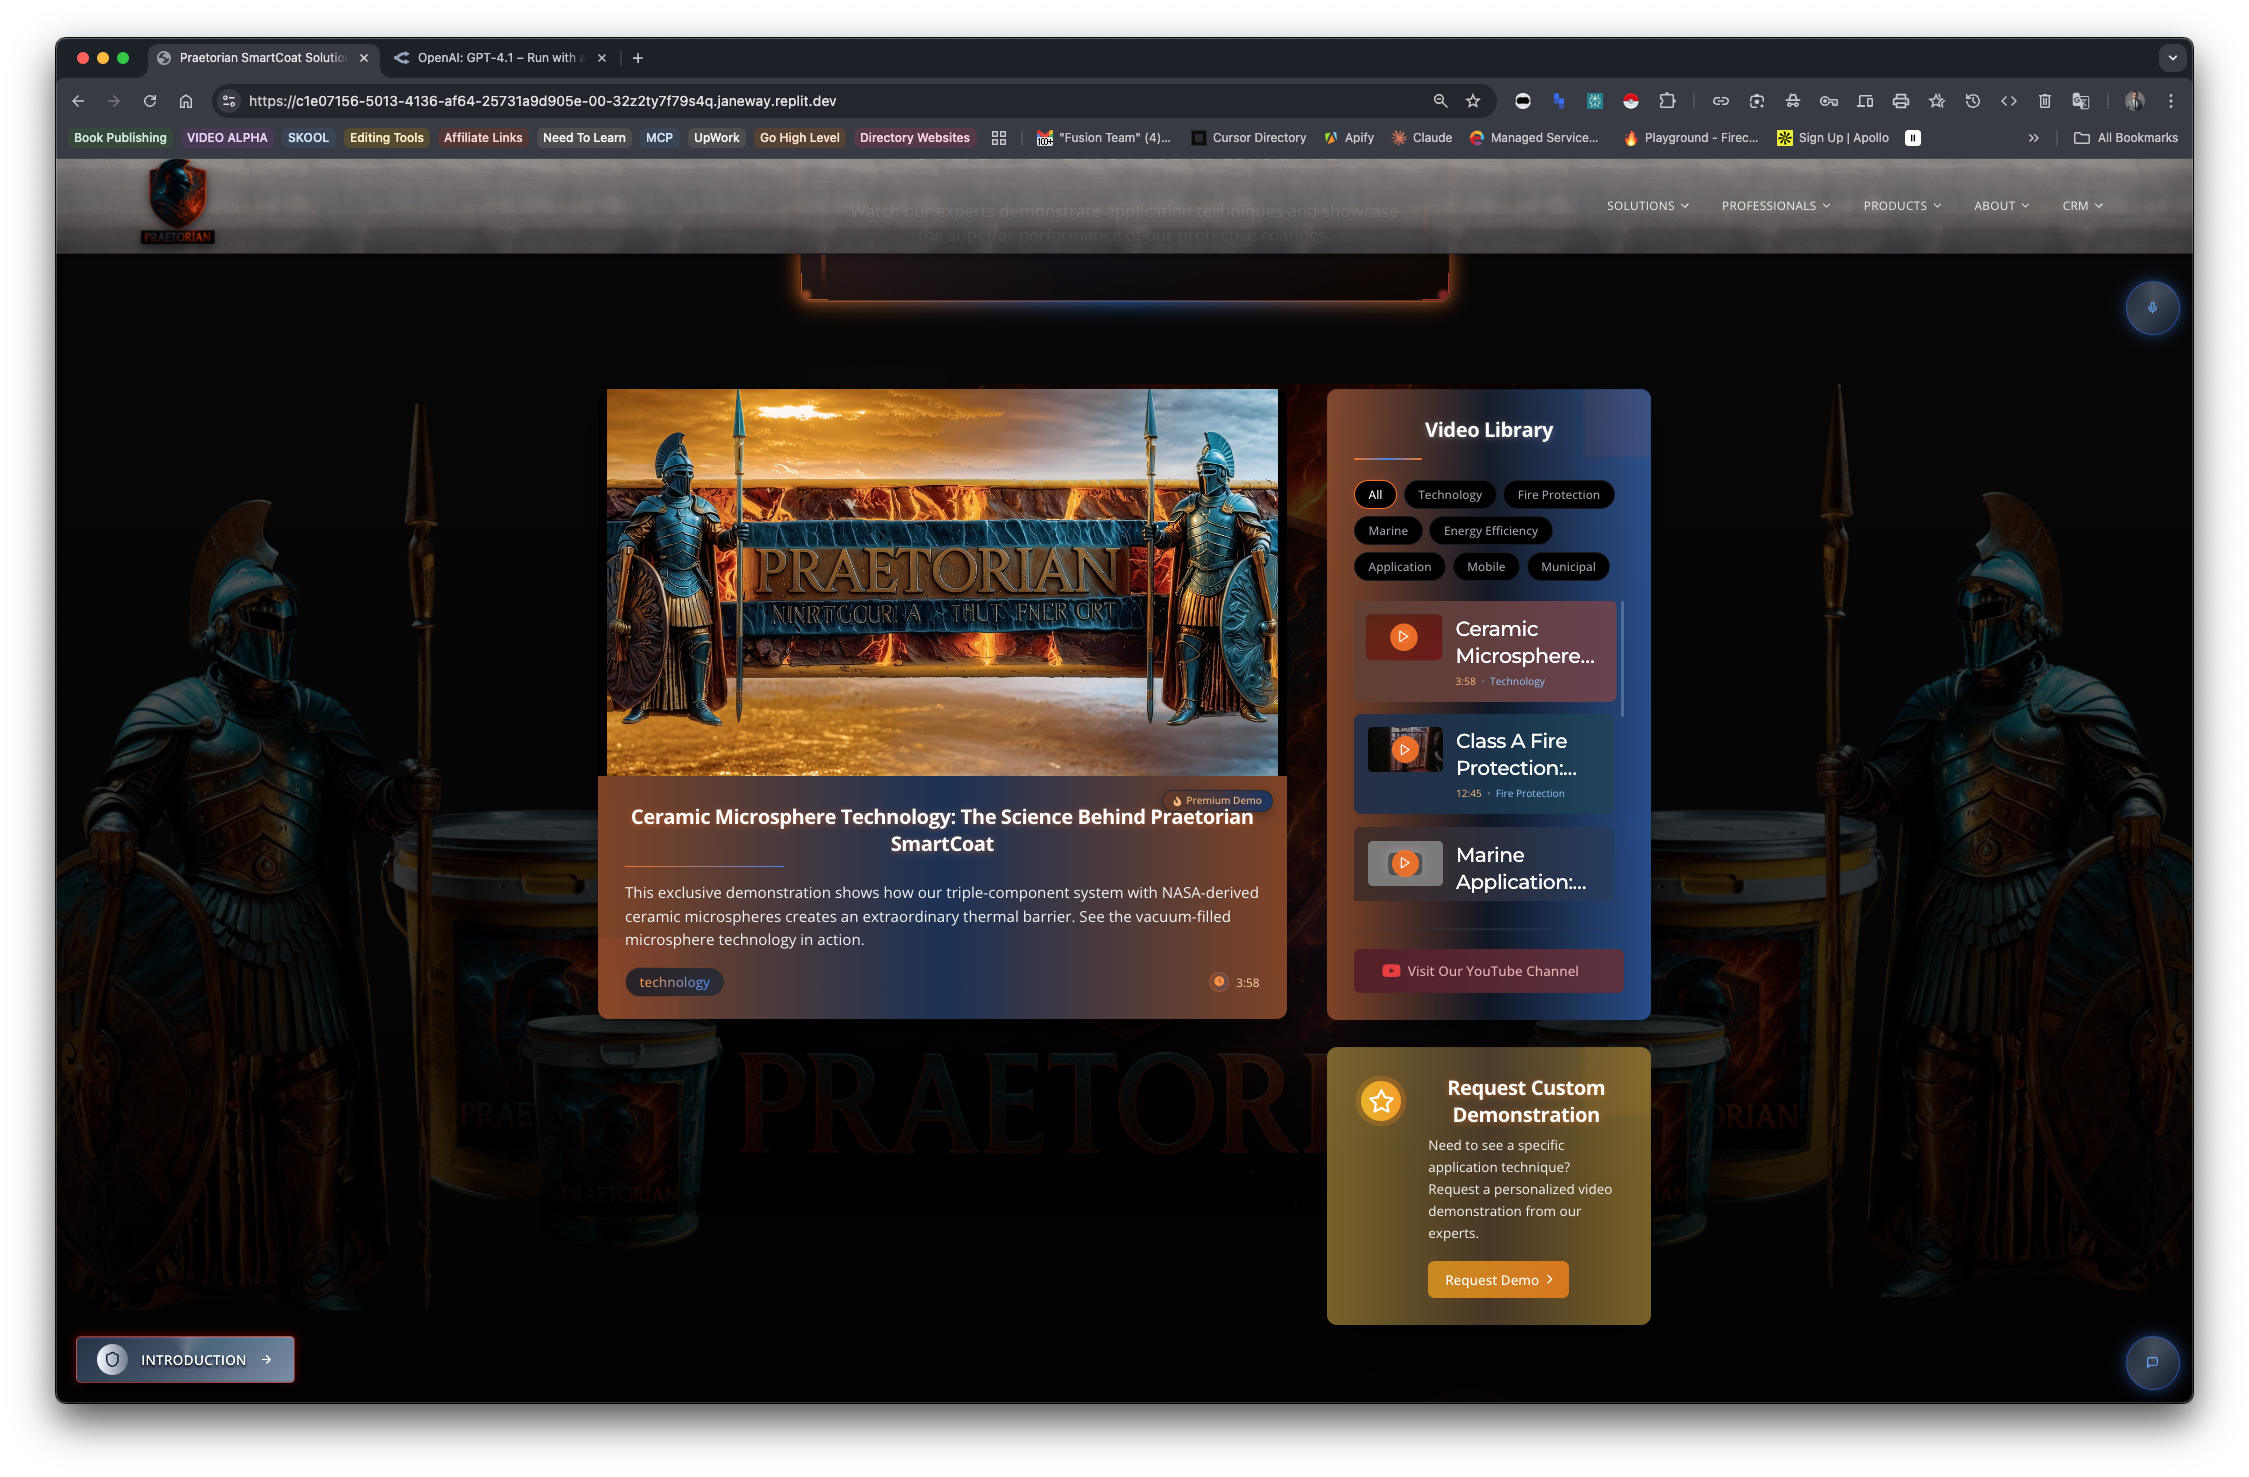 Praetorian SmartCoat Solutio
OpenAI: GPT-4.1 – Run with a
https://c1e07156-5013-4136-af64-25731a9d905e-00-32z2ty7f79s4q.janeway.replit.dev
Book Publishing
VIDEO ALPHA
SKOOL
Editing Tools
Affiliate Links
Need To Learn
MCP
UpWork
Go High Level
Directory Websites
"Fusion Team" (4)...
Cursor Directory
Apify
Claude
Managed Service...
Playground - Firec...
Sign Up | Apollo
All Bookmarks
PRAETORIAN
Watch our experts demonstrate application techniques and showcase
the superior performance of our protective coatings.
SOLUTIONS
PROFESSIONALS
PRODUCTS
ABOUT
CRM
PRAETORIAN
NINRTGCOURL A - THUT FNER ORT
Premium Demo
Ceramic Microsphere Technology: The Science Behind Praetorian
SmartCoat
This exclusive demonstration shows how our triple-component system with NASA-derived
ceramic microspheres creates an extraordinary thermal barrier. See the vacuum-filled
microsphere technology in action.
technology
3:58
Video Library
All
Technology
Fire Protection
Marine
Energy Efficiency
Application
Mobile
Municipal
Ceramic
Microsphere...
3:58 • Technology
Class A Fire
Protection:...
12:45 • Fire Protection
Marine
Application:...
Visit Our YouTube Channel
Request Custom
Demonstration
Need to see a specific
application technique?
Request a personalized video
demonstration from our
experts.
Request Demo
PRAETORI
PRAE
PRAETORIAN
ORIAN
INTRODUCTION